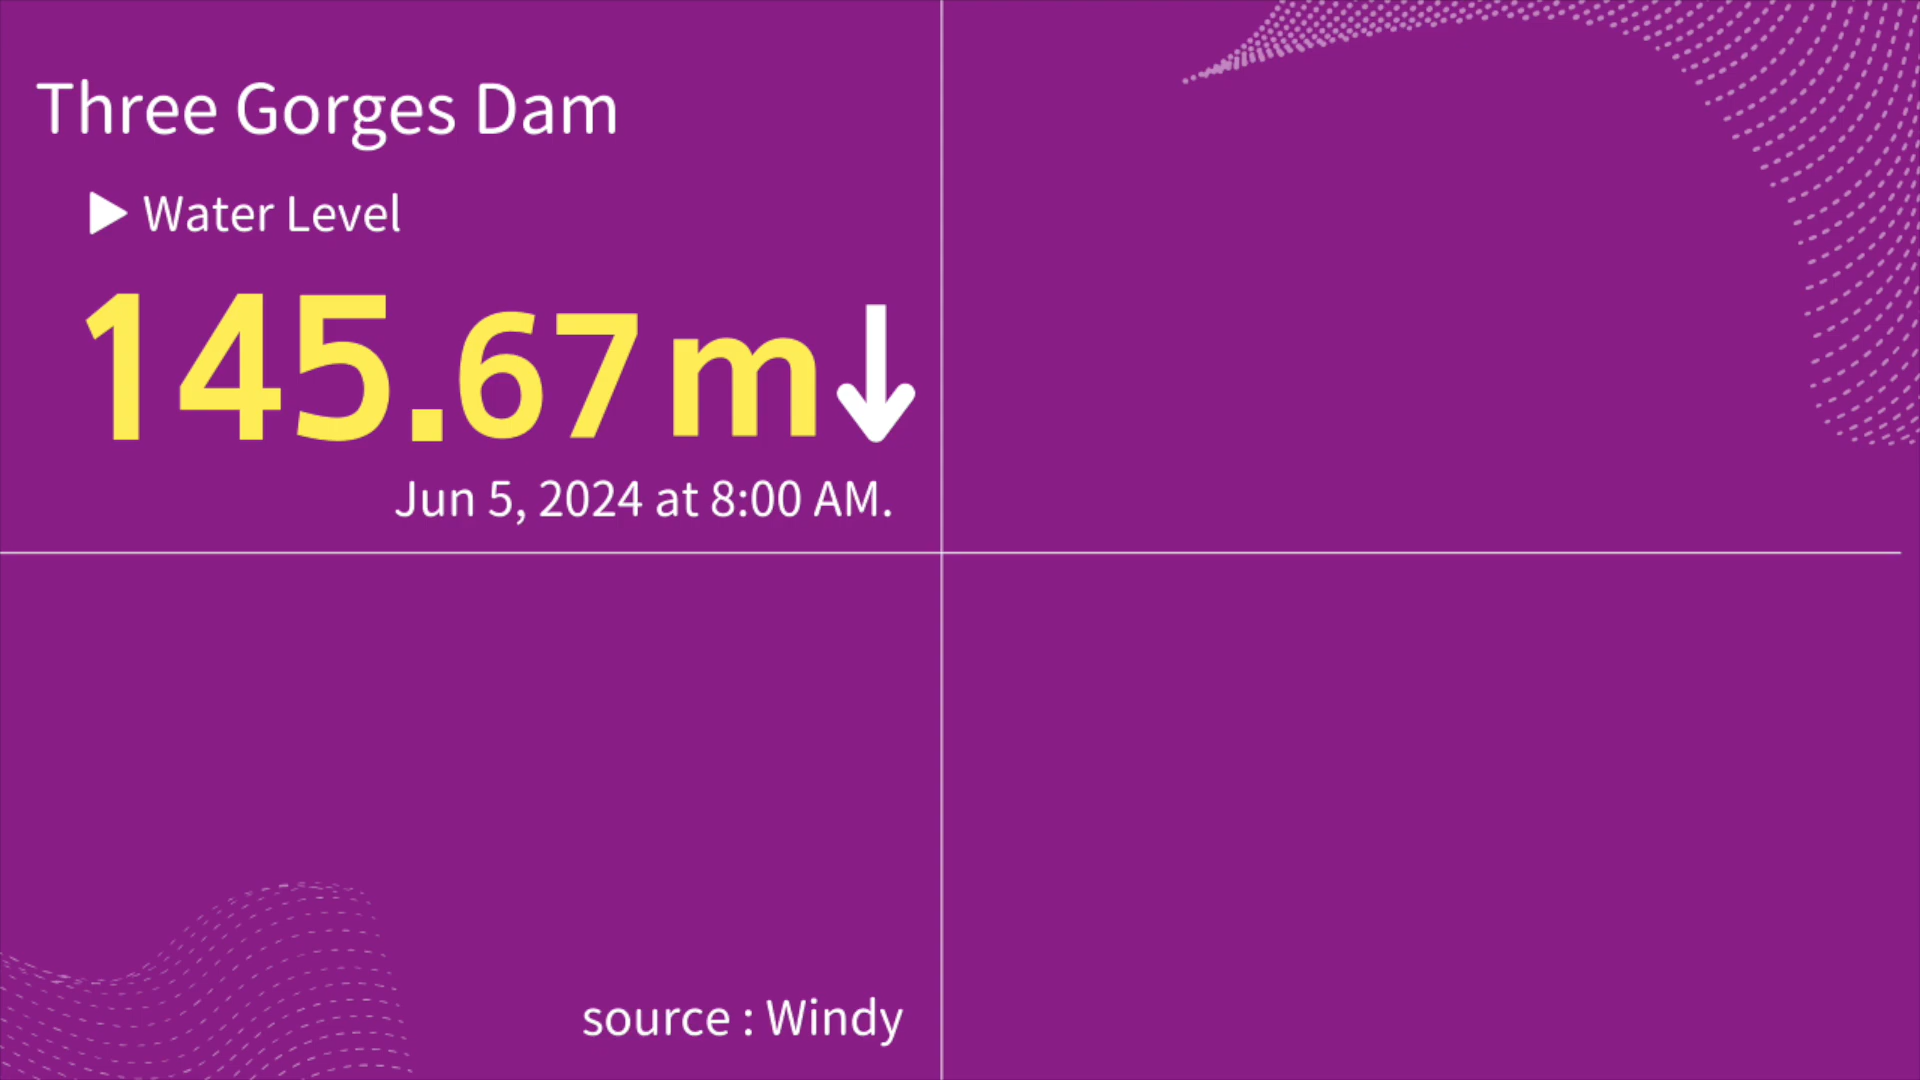 Three Gorges Dam
▶ Water Level
145.67 m↓
Jun 5, 2024 at 8:00 AM.
source : Windy